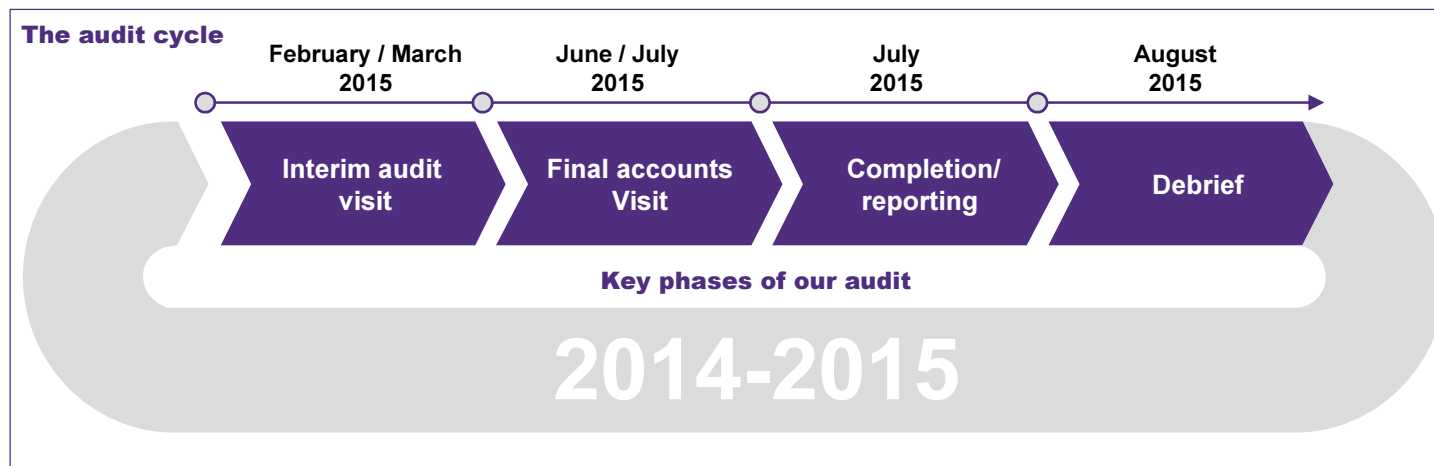 The audit cycle
February / March
2015
June / July
2015
July
2015
August
2015
Interim audit
visit
Final accounts
Visit
Completion/
reporting
Debrief
Key phases of our audit
2014-2015